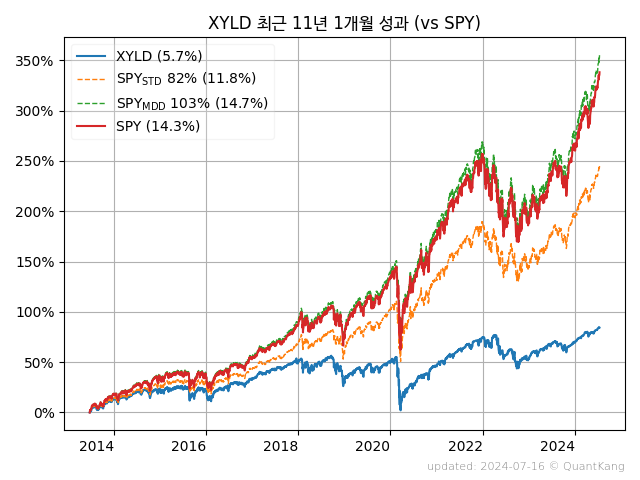 XYLD 최근 11년 1개월 성과 (vs SPY)
XYLD (5.7%)
SPY_STD 82% (11.8%)
SPY_MDD 103% (14.7%)
SPY (14.3%)
350%
300%
250%
200%
150%
100%
50%
0%
2014 2016 2018 2020 2022 2024
updated: 2024-07-16 © QuantKang